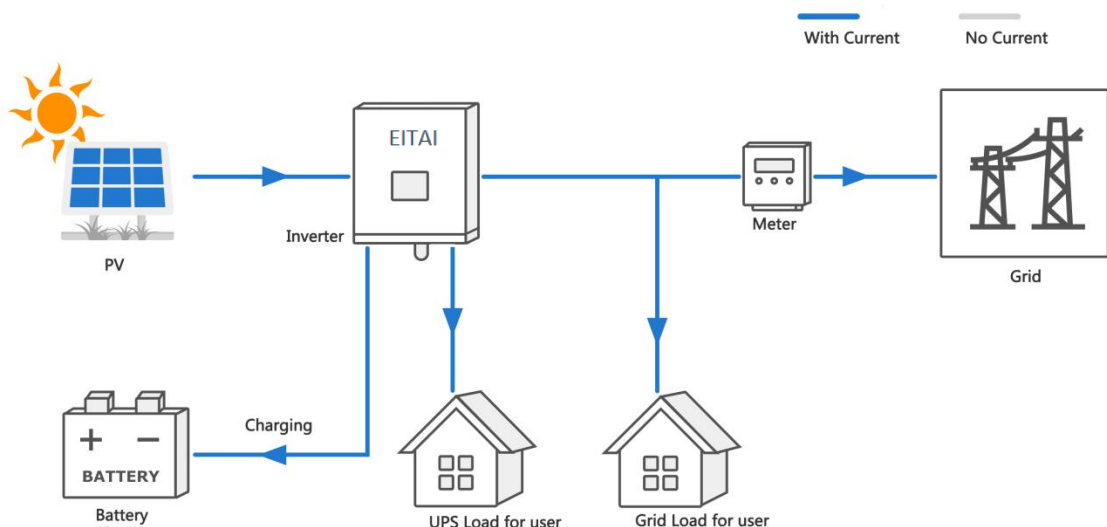 With Current
No Current
EITAI
Inverter
Meter
PV
Grid
Charging
+ −
BATTERY
Battery
UPS Load for user
Grid Load for user